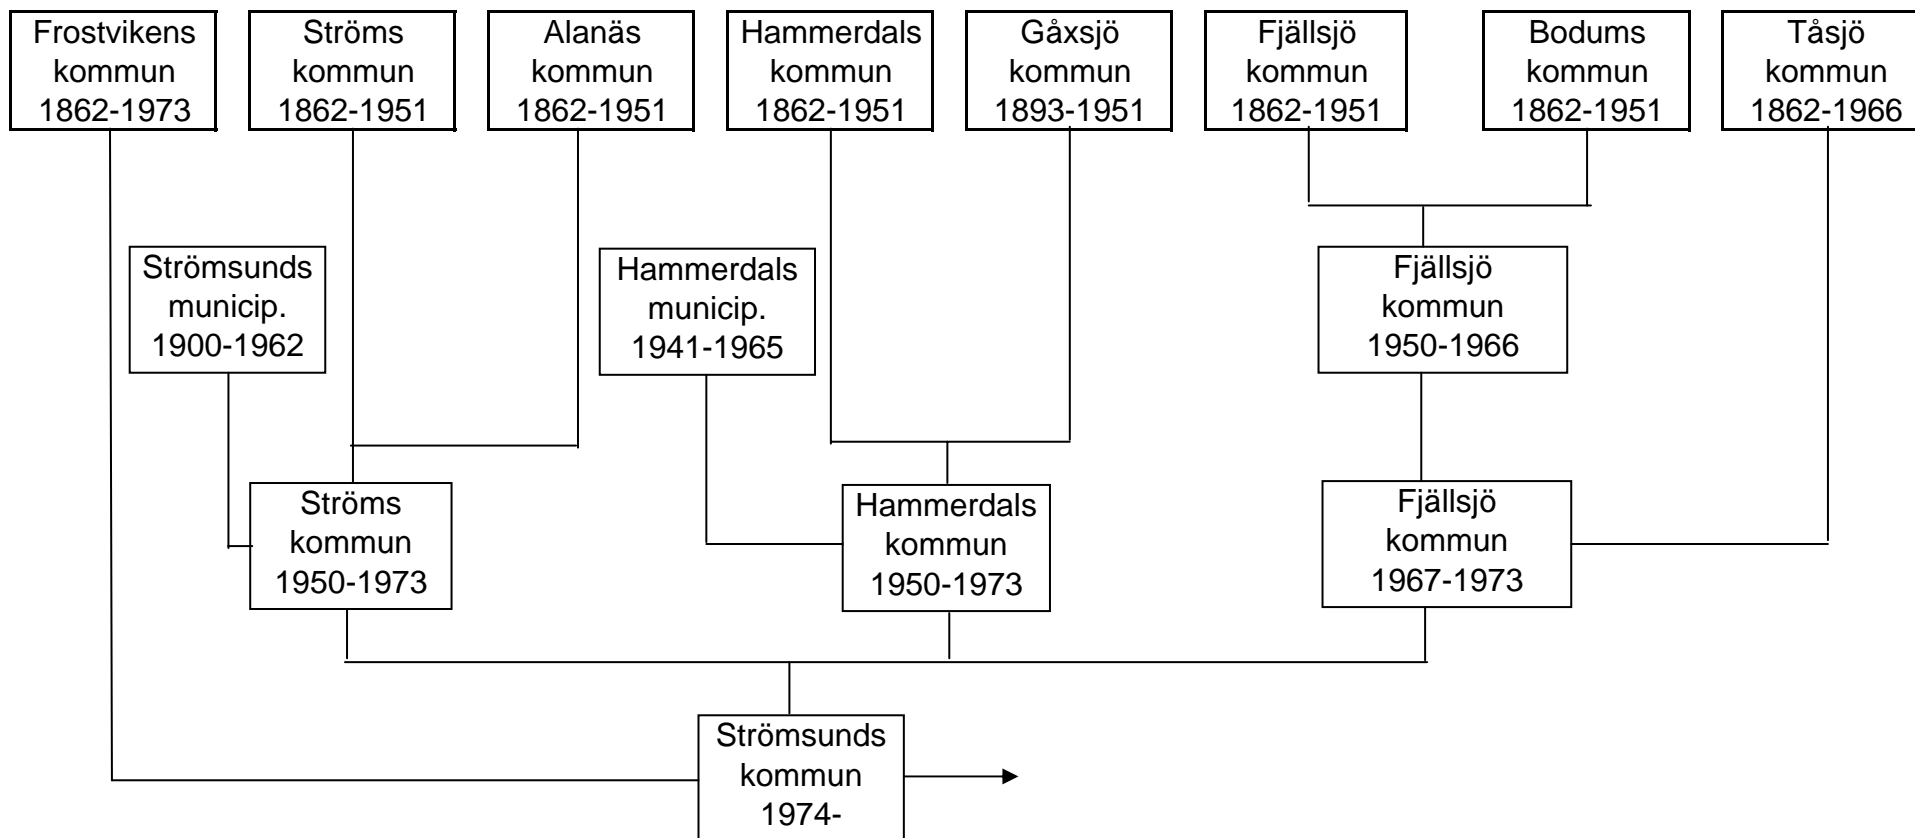 Frostvikens
kommun
1862-1973
Ströms
kommun
1862-1951
Alanäs
kommun
1862-1951
Hammerdals
kommun
1862-1951
Gåxsjö
kommun
1893-1951
Fjällsjö
kommun
1862-1951
Bodums
kommun
1862-1951
Tåsjö
kommun
1862-1966
Strömsunds
municip.
1900-1962
Hammerdals
municip.
1941-1965
Fjällsjö
kommun
1950-1966
Ströms
kommun
1950-1973
Hammerdals
kommun
1950-1973
Fjällsjö
kommun
1967-1973
Strömsunds
kommun
1974-